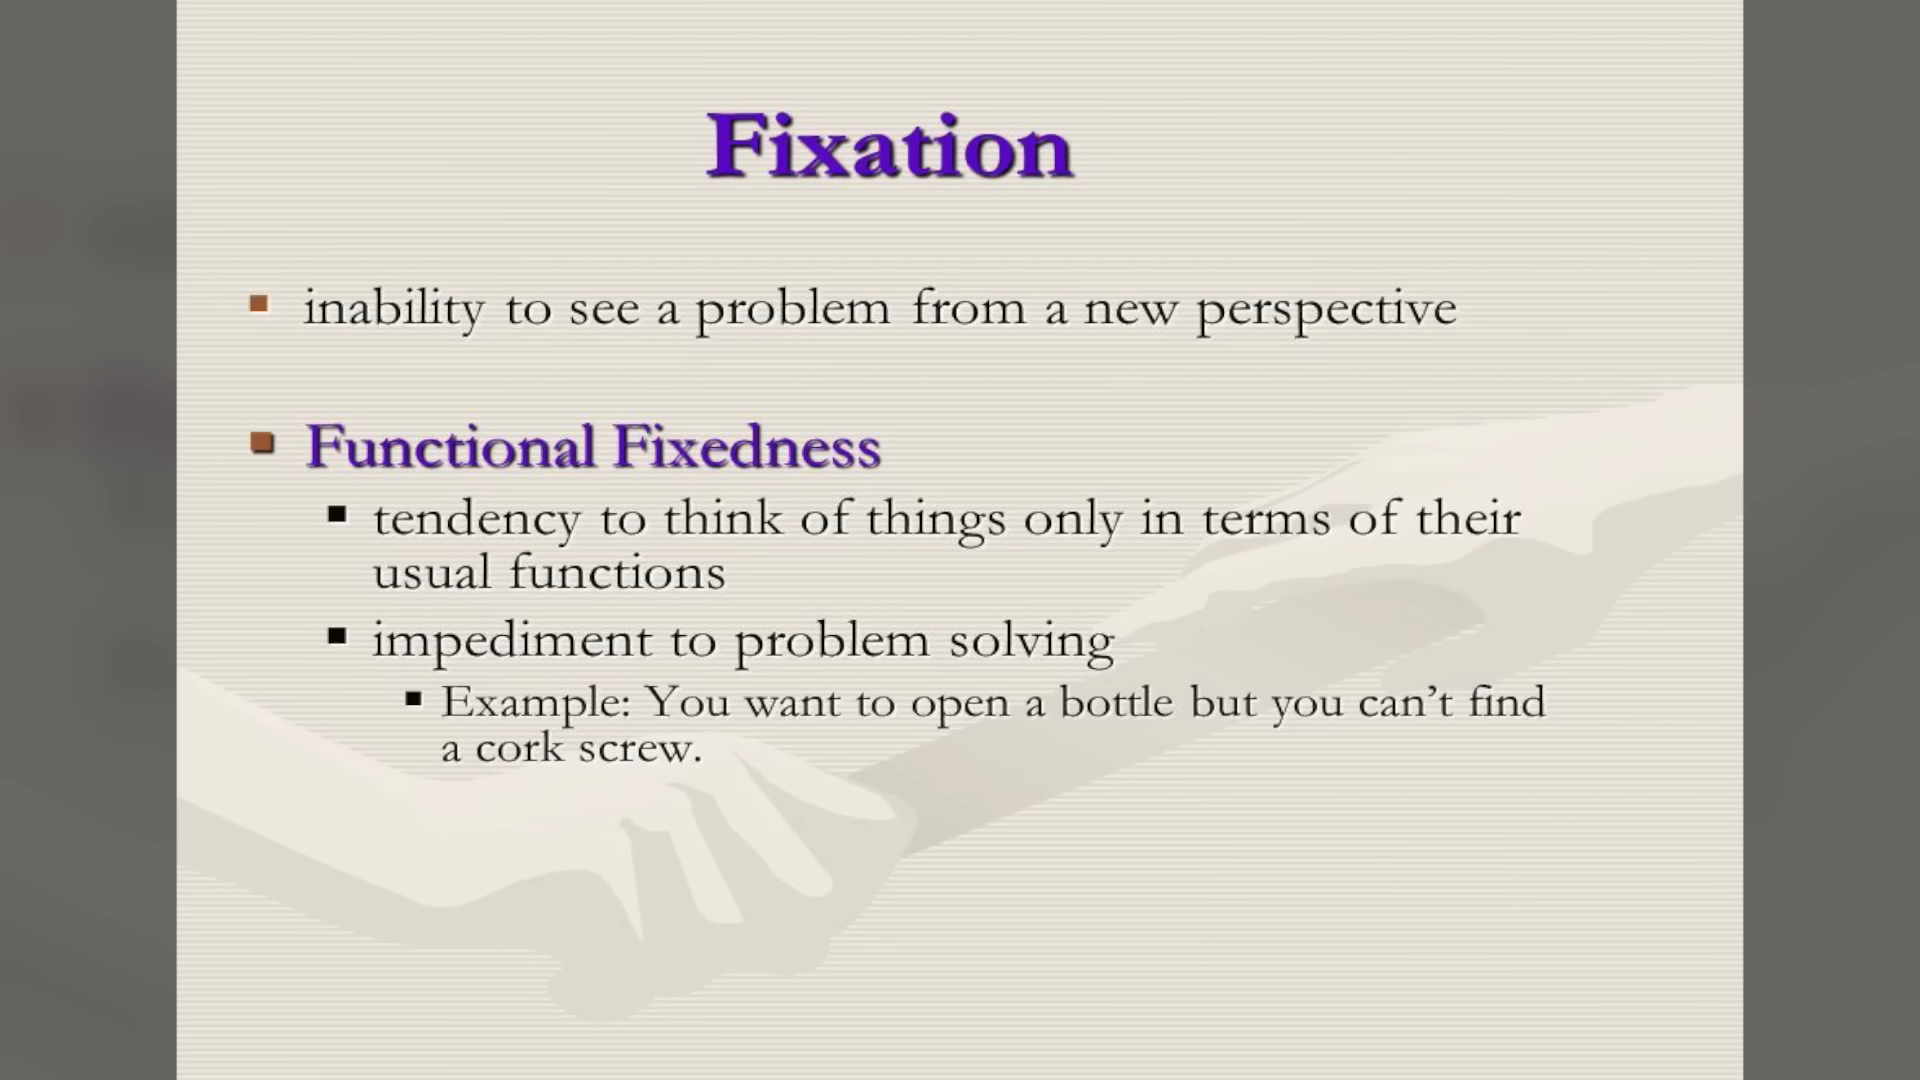 Fixation
inability to see a problem from a new perspective
Functional Fixedness
tendency to think of things only in terms of their
usual functions
impediment to problem solving
Example: You want to open a bottle but you can’t find
a cork screw.